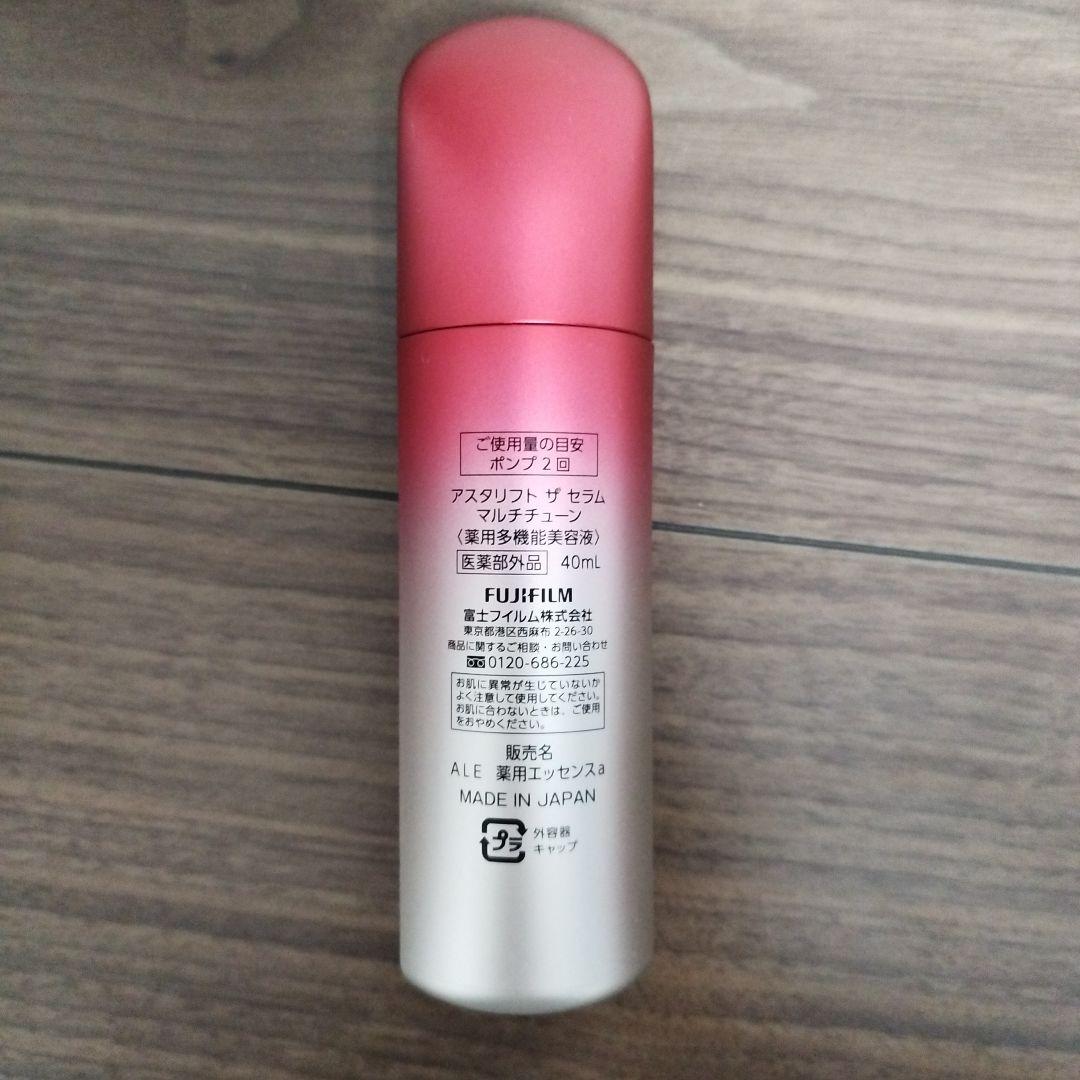 ご使用量の目安
ポンプ2回
アスタリフト ザ セラム
マルチチューン
〈薬用多機能美容液〉
医薬部外品 40mL
FUJIFILM
富士フイルム株式会社
東京都港区西麻布 2-26-30
商品に関するご相談・お問い合わせ
0120-686-225
お肌に異常が生じていないか
よく注意して使用してください。
お肌に合わないときは、ご使用
をおやめください。
販売名
ALE 薬用エッセンスa
MADE IN JAPAN
プラ 外容器
キャップ